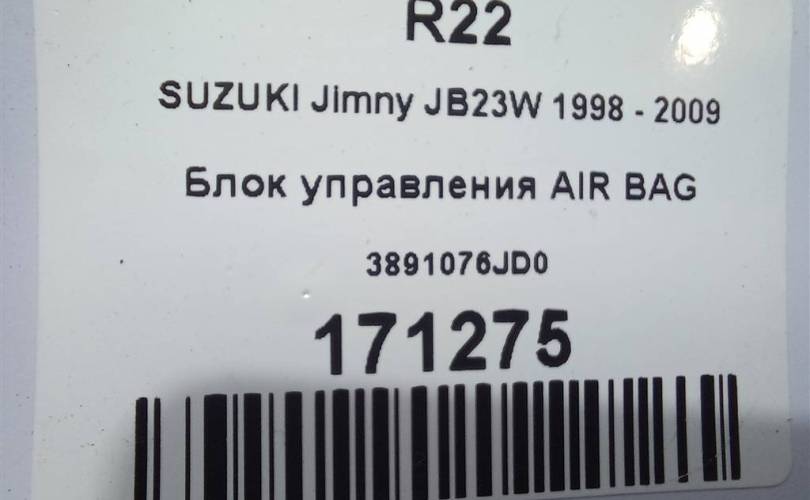 R22
SUZUKI Jimny JB23W 1998 - 2009
Блок управления AIR BAG
3891076JD0
171275